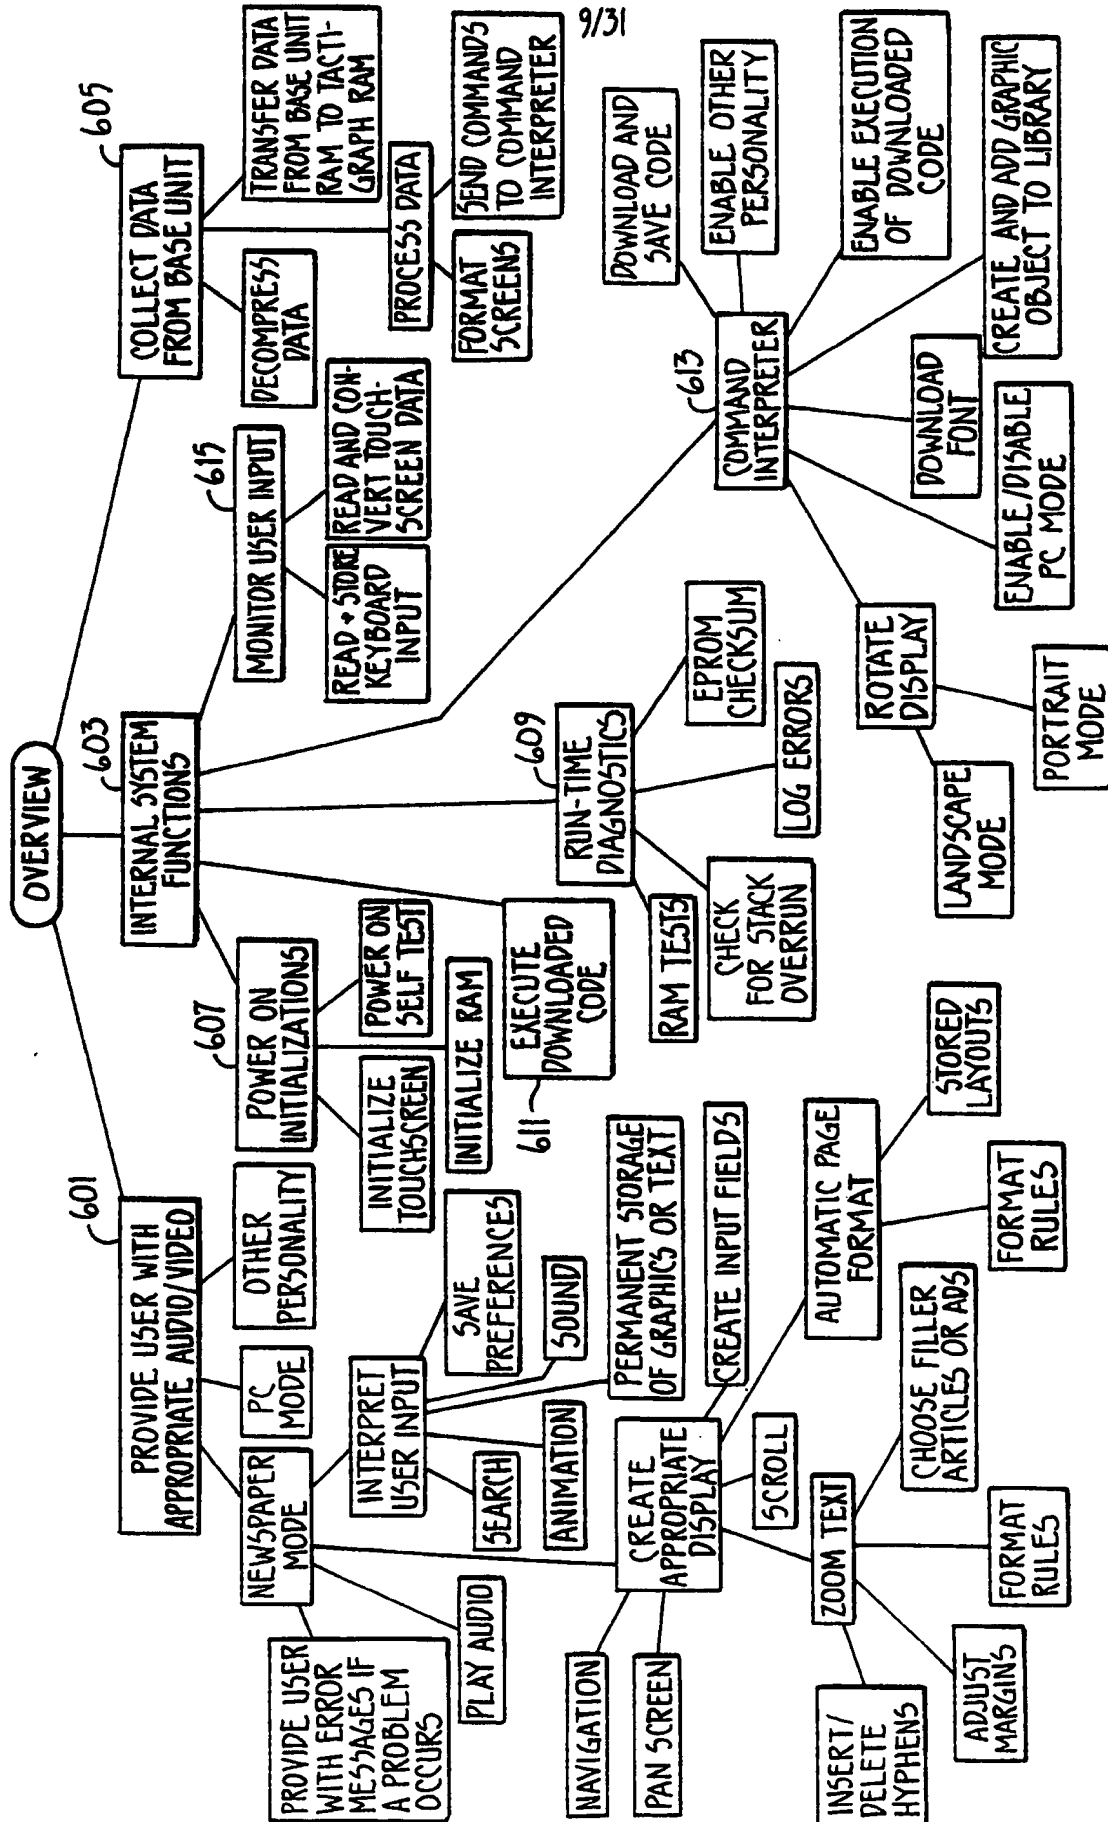 OVERVIEW
601
PROVIDE USER WITH
APPROPRIATE AUDIO/VIDEO
603
INTERNAL SYSTEM
FUNCTIONS
605
COLLECT DATA
FROM BASE UNIT
NEWSPAPER
MODE
PC
MODE
OTHER
PERSONALITY
607
POWER ON
INITIALIZATIONS
615
MONITOR USER INPUT
DECOMPRESS
DATA
TRANSFER DATA
FROM BASE UNIT
RAM TO TACTI-
GRAPH RAM
PROVIDE USER
WITH ERROR
MESSAGES IF
A PROBLEM
OCCURS
PLAY AUDIO
INTERPRET
USER INPUT
SAVE
PREFERENCES
SEARCH
ANIMATION
SOUND
PERMANENT STORAGE
OF GRAPHICS OR TEXT
INITIALIZE
TOUCHSCREEN
POWER ON
SELF TEST
INITIALIZE RAM
READ + STORE
KEYBOARD
INPUT
READ AND CON-
VERT TOUCH-
SCREEN DATA
PROCESS DATA
FORMAT
SCREENS
SEND COMMANDS
TO COMMAND
INTERPRETER
611
EXECUTE
DOWNLOADED
CODE
609
RUN-TIME
DIAGNOSTICS
RAM TESTS
CHECK
FOR STACK
OVERRUN
LOG ERRORS
EPROM
CHECKSUM
613
COMMAND
INTERPRETER
DOWNLOAD AND
SAVE CODE
ENABLE OTHER
PERSONALITY
ENABLE EXECUTION
OF DOWNLOADED
CODE
CREATE AND ADD GRAPHIC
OBJECT TO LIBRARY
DOWNLOAD
FONT
ENABLE/DISABLE
PC MODE
ROTATE
DISPLAY
LANDSCAPE
MODE
PORTRAIT
MODE
NAVIGATION
PAN SCREEN
CREATE
APPROPRIATE
DISPLAY
CREATE INPUT FIELDS
SCROLL
ZOOM TEXT
AUTOMATIC PAGE
FORMAT
INSERT/
DELETE
HYPHENS
ADJUST
MARGINS
FORMAT
RULES
CHOOSE FILLER
ARTICLES OR ADS
FORMAT
RULES
STORED
LAYOUTS
9/31